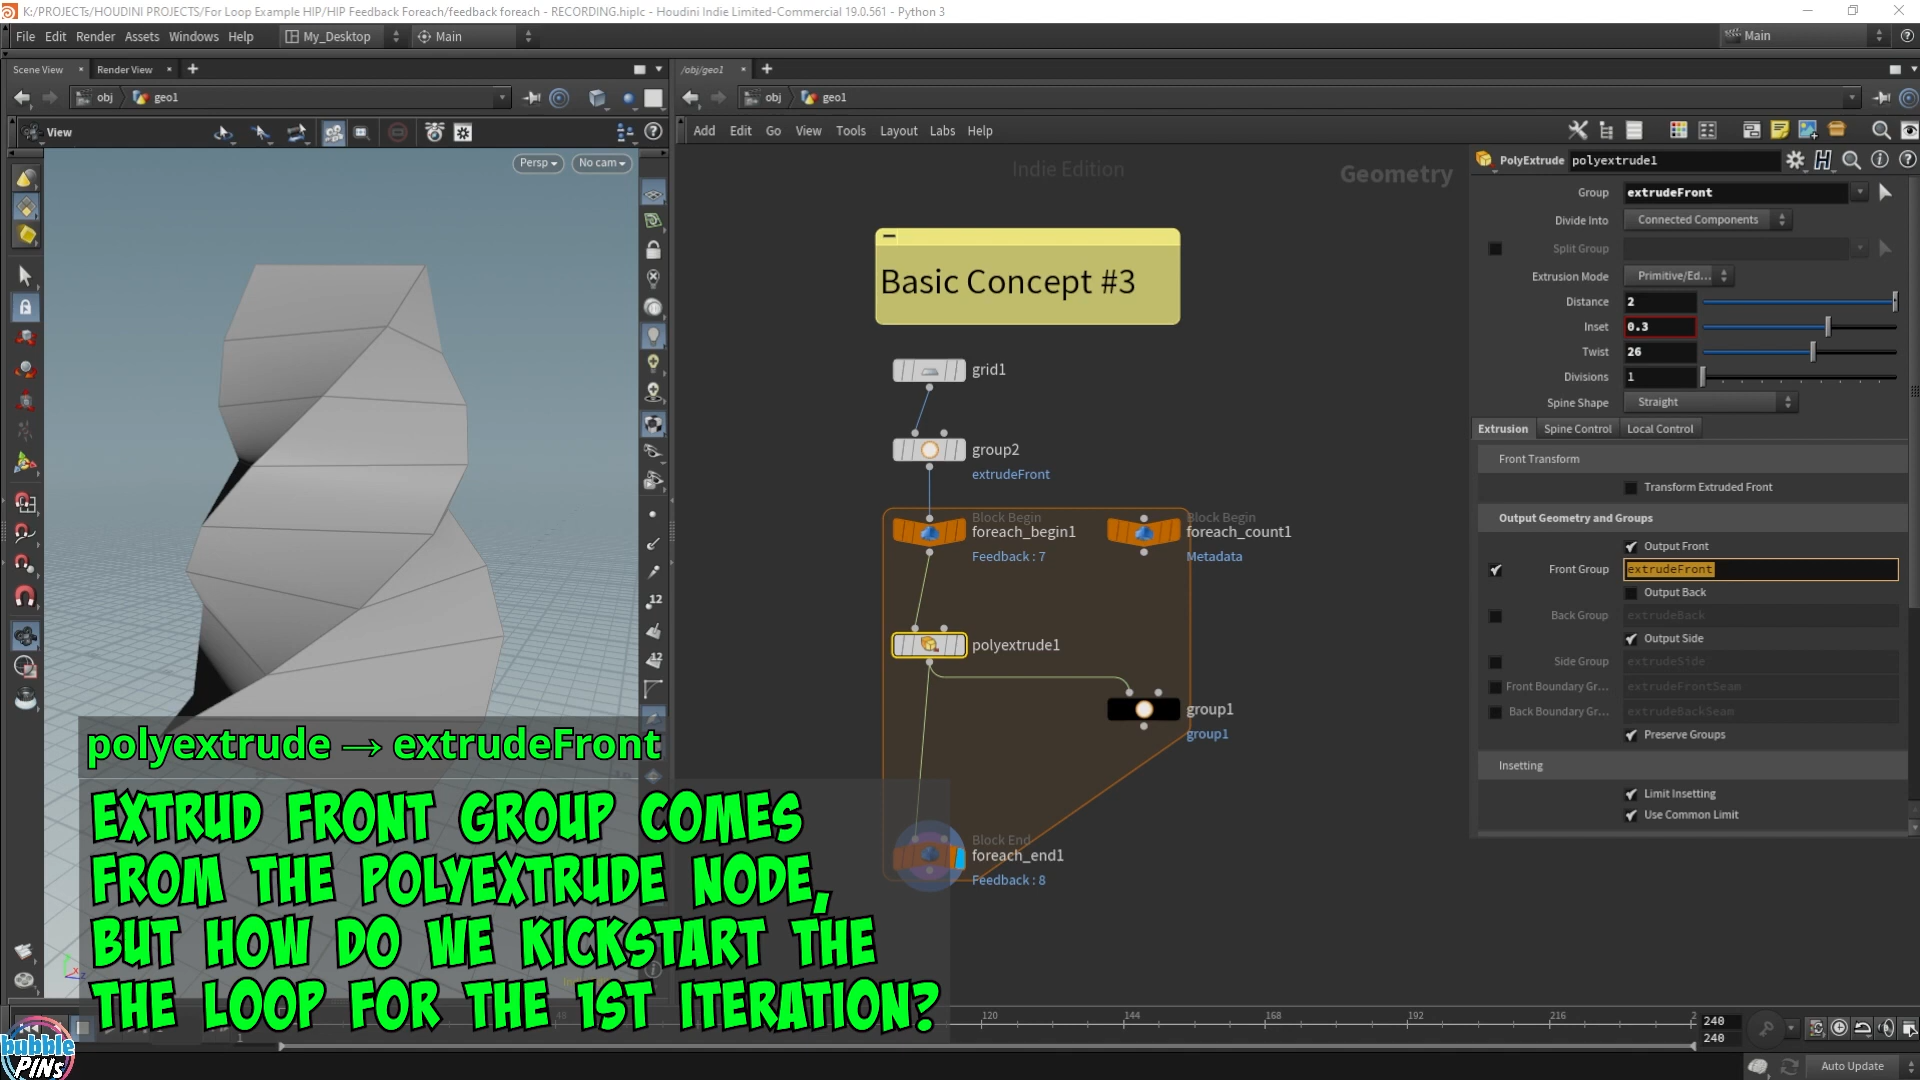 K:/PROJECTs/HOUDINI PROJECTS/For Loop Example HIP/HIP Feedback Foreach/feedback foreach - RECORDING.hiplc - Houdini Indie Limited-Commercial 19.0.561 - Python 3
File Edit Render Assets Windows Help My_Desktop Main Main
Scene View Render View /obj/geo1
obj geo1 obj geo1
View Add Edit Go View Tools Layout Labs Help
Persp No cam
Indie Edition Geometry
PolyExtrude polyextrude1
Group extrudeFront
Divide Into Connected Components
Split Group
Extrusion Mode Primitive/Ed...
Distance 2
Inset 0.3
Twist 26
Divisions 1
Spine Shape Straight
Extrusion Spine Control Local Control
Front Transform
Transform Extruded Front
Output Geometry and Groups
Output Front
Front Group extrudeFront
Output Back
Back Group extrudeBack
Output Side
Side Group extrudeSide
Front Boundary Gr... extrudeFrontSeam
Back Boundary Gr... extrudeBackSeam
Preserve Groups
Insetting
Limit Insetting
Use Common Limit
Basic Concept #3
grid1
group2
extrudeFront
Block Begin
foreach_begin1
Feedback : 7
Block Begin
foreach_count1
Metadata
polyextrude1
group1
group1
Block End
foreach_end1
Feedback : 8
12
12
polyextrude → extrudeFront
EXTRUD FRONT GROUP COMES
FROM THE POLYEXTRUDE NODE,
BUT HOW DO WE KICKSTART THE
THE LOOP FOR THE 1ST ITERATION?
48 120 144 168 192 216 2
240
240
1
bubble
PINs
Auto Update